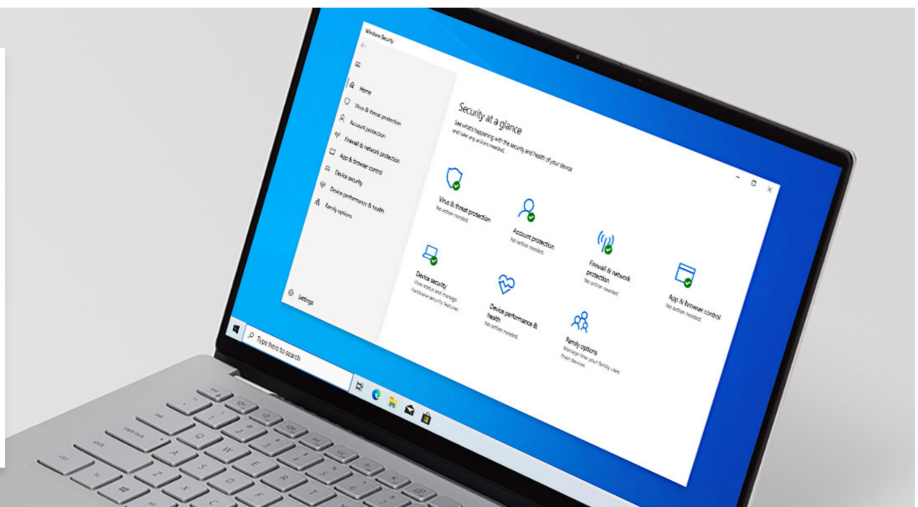 Windows Security
Home
Virus & threat protection
Account protection
Firewall & network protection
App & browser control
Device security
Device performance & health
Family options
Settings
Security at a glance
See what's happening with the security and health of your device
and take any actions needed.
Virus & threat protection
No action needed.
Account protection
No action needed.
Firewall & network
protection
No action needed.
App & browser control
No action needed.
Device security
View status and manage
hardware security features
Device performance &
health
No action needed.
Family options
Manage how your family uses
their devices.
Type here to search
caps lock
shift
Q
W
E
R
A
S
D
F
Z
X
C